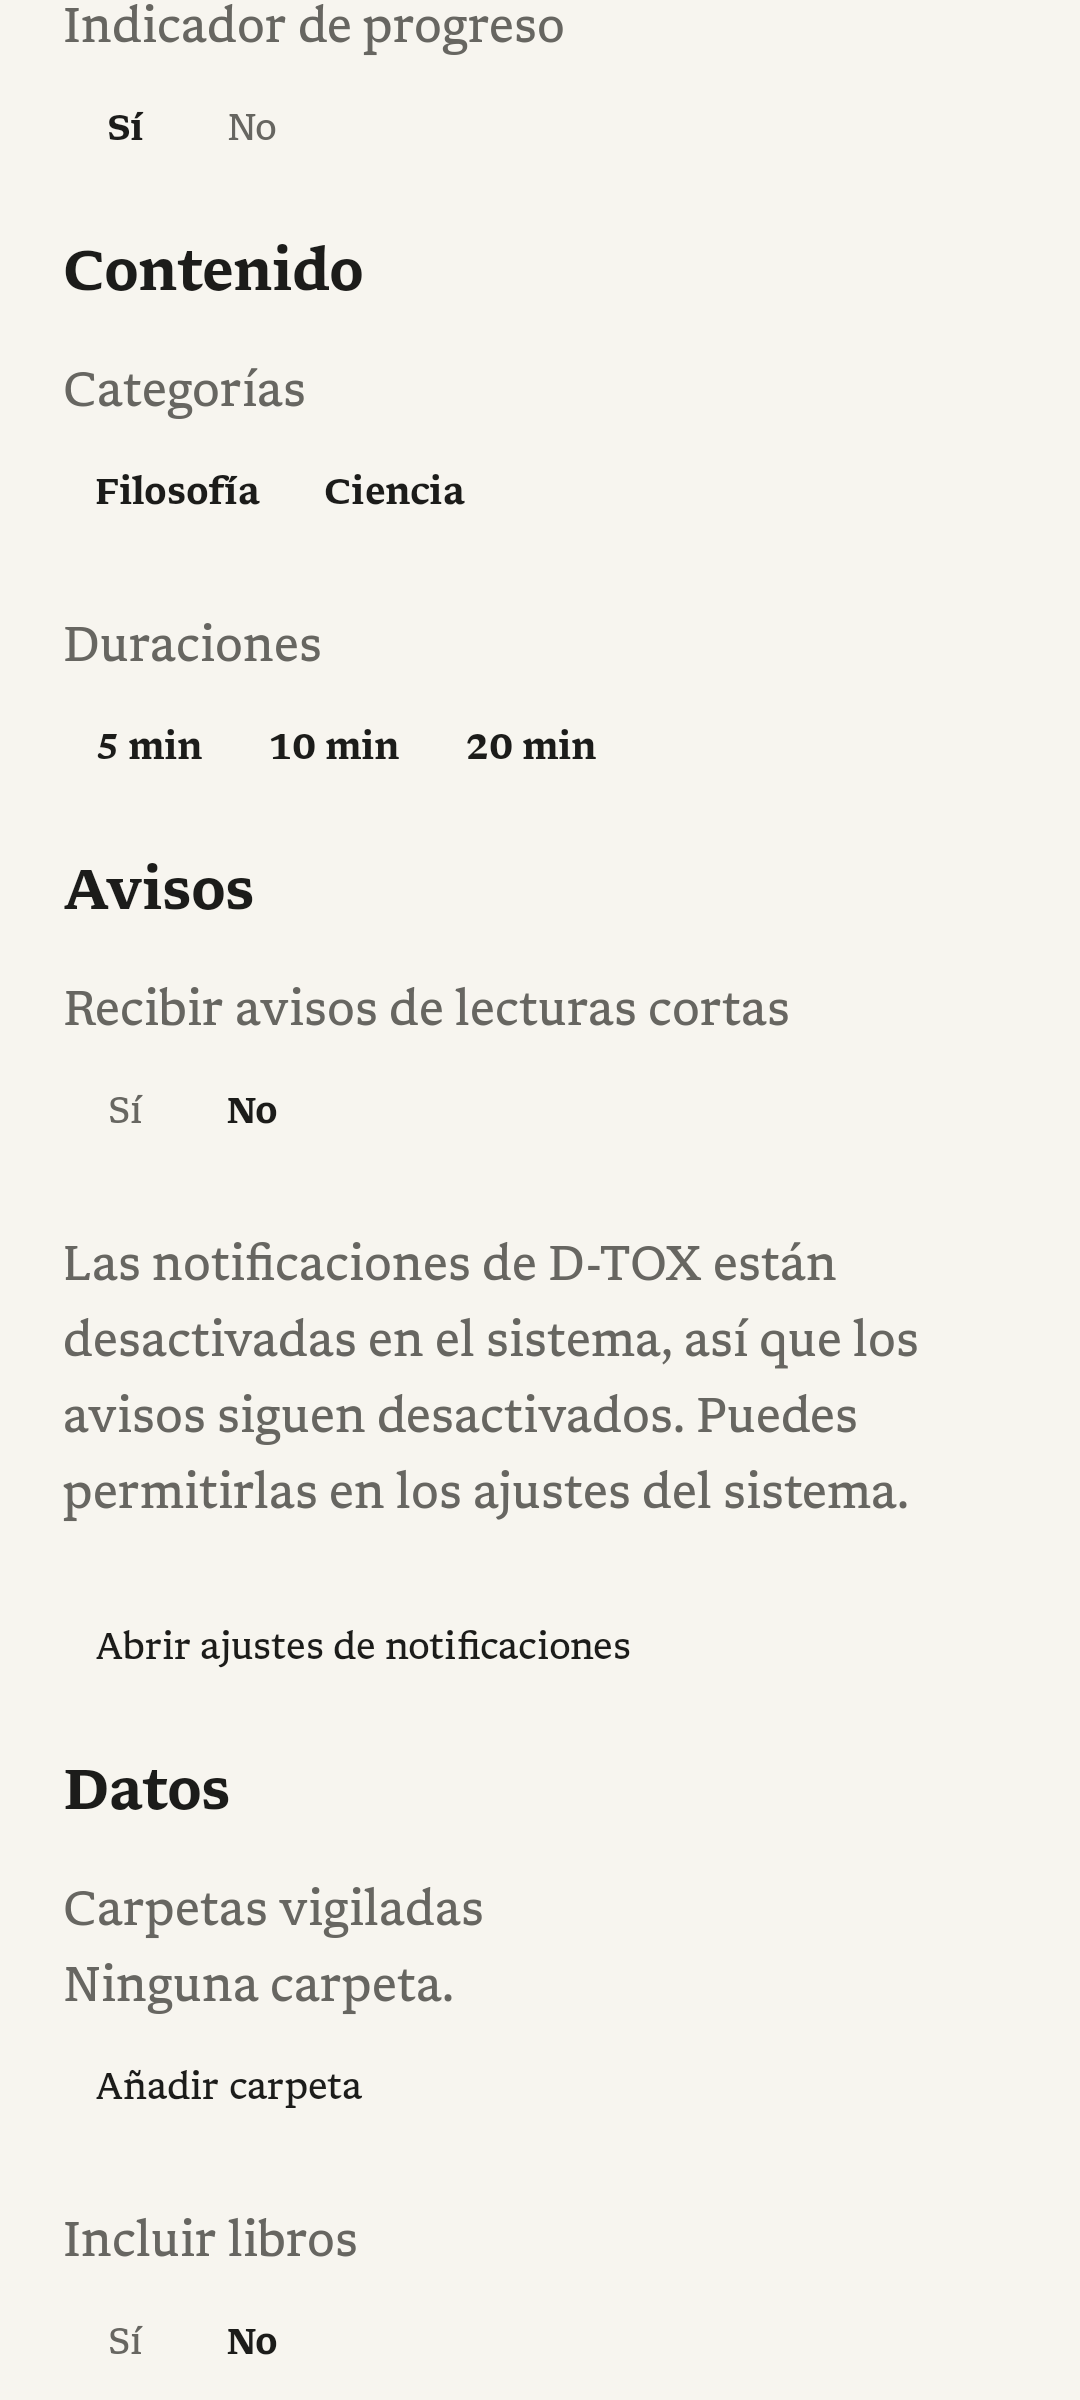 Indicador de progreso
Sí No
Contenido
Categorías
Filosofía Ciencia
Duraciones
5 min 10 min 20 min
Avisos
Recibir avisos de lecturas cortas
Sí No
Las notificaciones de D-TOX están
desactivadas en el sistema, así que los
avisos siguen desactivados. Puedes
permitirlas en los ajustes del sistema.
Abrir ajustes de notificaciones
Datos
Carpetas vigiladas
Ninguna carpeta.
Añadir carpeta
Incluir libros
Sí No